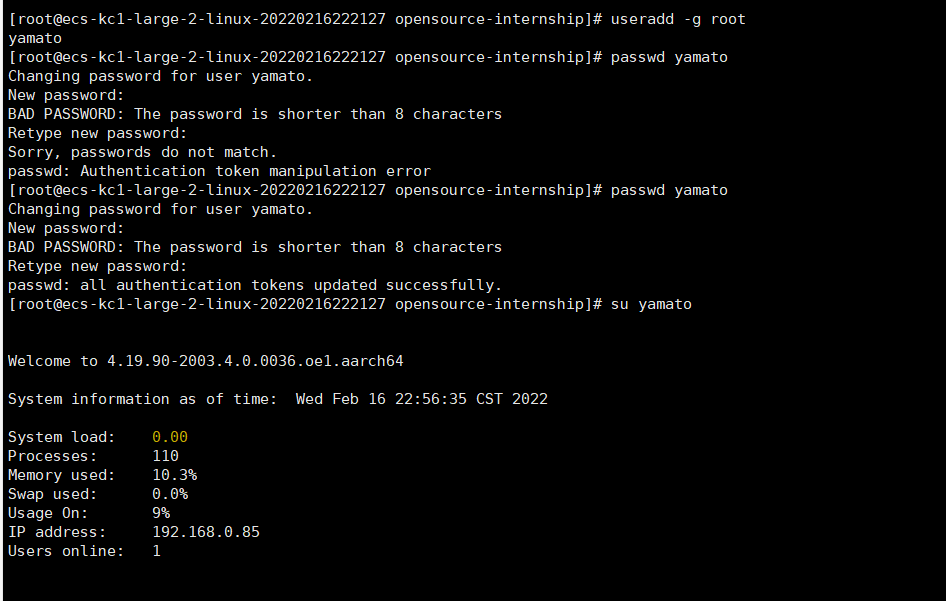 [root@ecs-kc1-large-2-linux-20220216222127 opensource-internship]# useradd -g root
yamato
[root@ecs-kc1-large-2-linux-20220216222127 opensource-internship]# passwd yamato
Changing password for user yamato.
New password:
BAD PASSWORD: The password is shorter than 8 characters
Retype new password:
Sorry, passwords do not match.
passwd: Authentication token manipulation error
[root@ecs-kc1-large-2-linux-20220216222127 opensource-internship]# passwd yamato
Changing password for user yamato.
New password:
BAD PASSWORD: The password is shorter than 8 characters
Retype new password:
passwd: all authentication tokens updated successfully.
[root@ecs-kc1-large-2-linux-20220216222127 opensource-internship]# su yamato
Welcome to 4.19.90-2003.4.0.0036.oe1.aarch64
System information as of time:  Wed Feb 16 22:56:35 CST 2022
System load:    0.00
Processes:      110
Memory used:    10.3%
Swap used:      0.0%
Usage On:       9%
IP address:     192.168.0.85
Users online:   1